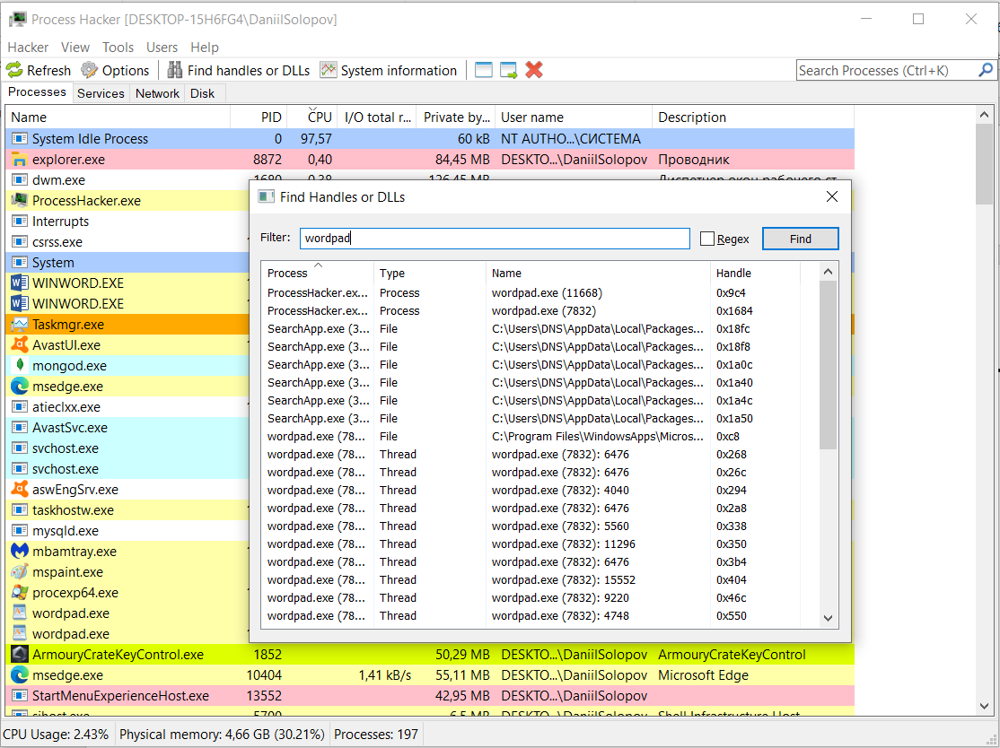 Process Hacker [DESKTOP-15H6FG4\DaniilSolopov]
Hacker View Tools Users Help
Refresh Options Find handles or DLLs System information Search Processes (Ctrl+K)
Processes Services Network Disk
Name PID CPU I/O total r... Private by... User name Description
System Idle Process 0 97,57 60 kB NT AUTHO...\СИСТЕМА
explorer.exe 8872 0,40 84,45 MB DESKTO...\DaniilSolopov Проводник
dwm.exe 1680 0,38 126,45 MB Диспетчер окон рабочего ст...
ProcessHacker.exe
Interrupts
csrss.exe
System
WINWORD.EXE
WINWORD.EXE
Taskmgr.exe
AvastUI.exe
mongod.exe
msedge.exe
atieclxx.exe
AvastSvc.exe
svchost.exe
svchost.exe
aswEngSrv.exe
taskhostw.exe
mysqld.exe
mbamtray.exe
mspaint.exe
procexp64.exe
wordpad.exe
wordpad.exe
ArmouryCrateKeyControl.exe 1852 50,29 MB DESKTO...\DaniilSolopov ArmouryCrateKeyControl
msedge.exe 10404 1,41 kB/s 55,11 MB DESKTO...\DaniilSolopov Microsoft Edge
StartMenuExperienceHost.exe 13552 42,95 MB DESKTO...\DaniilSolopov
sihost.exe 5700 6,5 MB DESKTO...\DaniilSolopov Shell Infrastructure Host
Find Handles or DLLs
Filter: wordpad Regex Find
Process Type Name Handle
ProcessHacker.ex... Process wordpad.exe (11668) 0x9c4
ProcessHacker.ex... Process wordpad.exe (7832) 0x1684
SearchApp.exe (3... File C:\Users\DNS\AppData\Local\Packages... 0x18fc
SearchApp.exe (3... File C:\Users\DNS\AppData\Local\Packages... 0x18f8
SearchApp.exe (3... File C:\Users\DNS\AppData\Local\Packages... 0x1a0c
SearchApp.exe (3... File C:\Users\DNS\AppData\Local\Packages... 0x1a40
SearchApp.exe (3... File C:\Users\DNS\AppData\Local\Packages... 0x1a4c
SearchApp.exe (3... File C:\Users\DNS\AppData\Local\Packages... 0x1a50
wordpad.exe (78... File C:\Program Files\WindowsApps\Micros... 0xc8
wordpad.exe (78... Thread wordpad.exe (7832): 6476 0x268
wordpad.exe (78... Thread wordpad.exe (7832): 6476 0x26c
wordpad.exe (78... Thread wordpad.exe (7832): 4040 0x294
wordpad.exe (78... Thread wordpad.exe (7832): 6476 0x2a8
wordpad.exe (78... Thread wordpad.exe (7832): 5560 0x338
wordpad.exe (78... Thread wordpad.exe (7832): 11296 0x350
wordpad.exe (78... Thread wordpad.exe (7832): 6476 0x3b4
wordpad.exe (78... Thread wordpad.exe (7832): 15552 0x404
wordpad.exe (78... Thread wordpad.exe (7832): 9220 0x46c
wordpad.exe (78... Thread wordpad.exe (7832): 4748 0x550
CPU Usage: 2.43% Physical memory: 4,66 GB (30.21%) Processes: 197